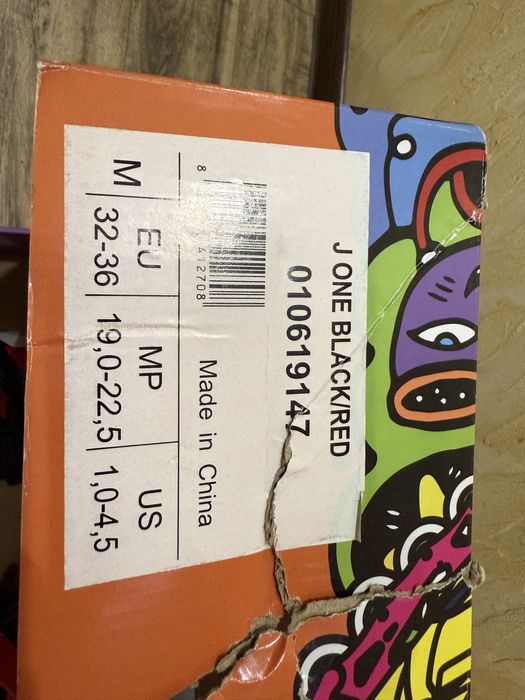 J ONE BLACK/RED
010619147
Made in China
8
412708
M
EU
MP
US
32-36
19,0-22,5
1,0-4,5